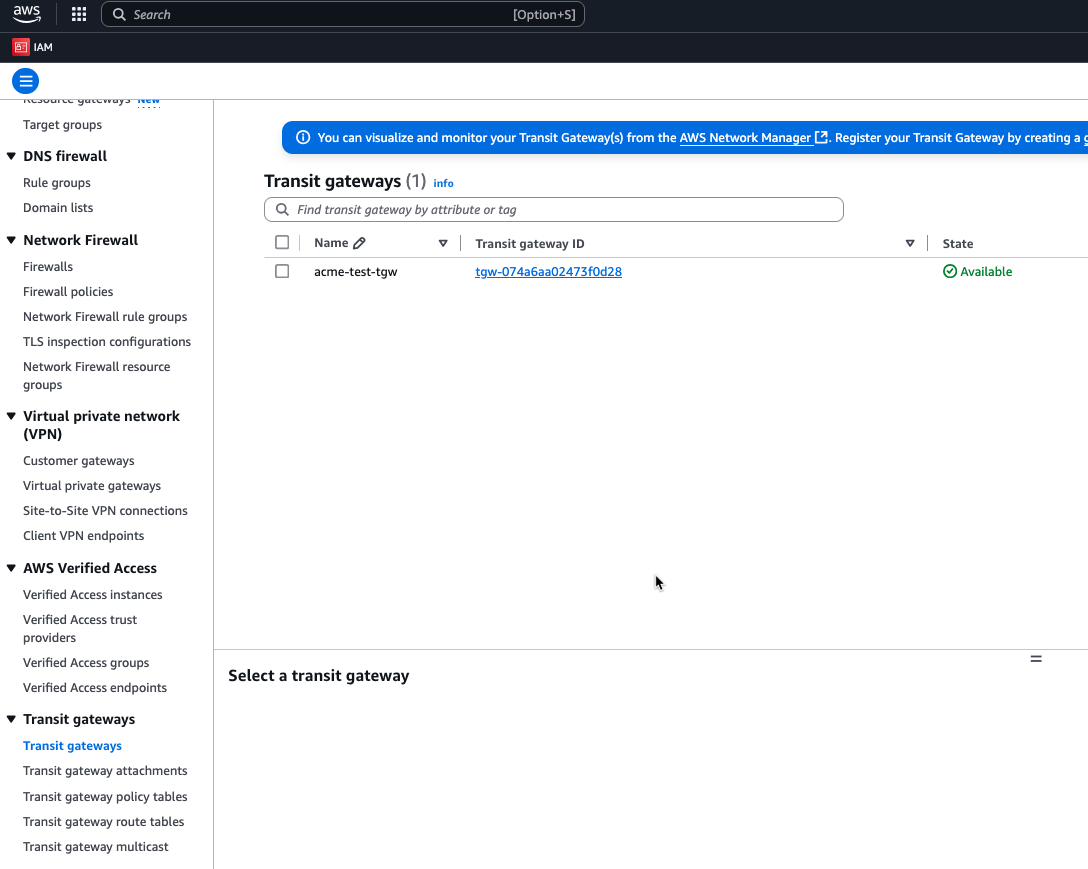 aws
Search [Option+S]
IAM
Resource gateways New
Target groups
DNS firewall
Rule groups
Domain lists
Network Firewall
Firewalls
Firewall policies
Network Firewall rule groups
TLS inspection configurations
Network Firewall resource
groups
Virtual private network
(VPN)
Customer gateways
Virtual private gateways
Site-to-Site VPN connections
Client VPN endpoints
AWS Verified Access
Verified Access instances
Verified Access trust
providers
Verified Access groups
Verified Access endpoints
Transit gateways
Transit gateways
Transit gateway attachments
Transit gateway policy tables
Transit gateway route tables
Transit gateway multicast
You can visualize and monitor your Transit Gateway(s) from the AWS Network Manager. Register your Transit Gateway by creating a
Transit gateways (1) info
Find transit gateway by attribute or tag
Name Transit gateway ID State
acme-test-tgw tgw-074a6aa02473f0d28 Available
Select a transit gateway